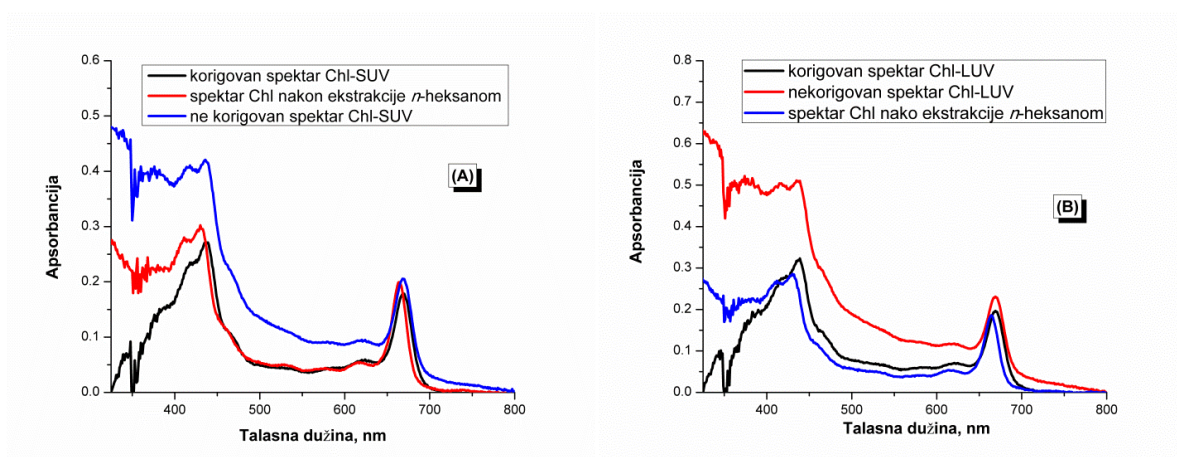 0.6
0.5
0.4
0.3
0.2
0.1
0.0
400
500
600
700
800
Apsorbancija
Talasna dužina, nm
korigovan spektar Chl-SUV
spektar Chl nakon ekstrakcije n-heksanom
ne korigovan spektar Chl-SUV
(A)
0.8
0.7
0.6
0.5
0.4
0.3
0.2
0.1
0.0
400
500
600
700
800
Apsorbancija
Talasna dužina, nm
korigovan spektar Chl-LUV
nekorigovan spektar Chl-LUV
spektar Chl nako ekstrakcije n-heksanom
(B)